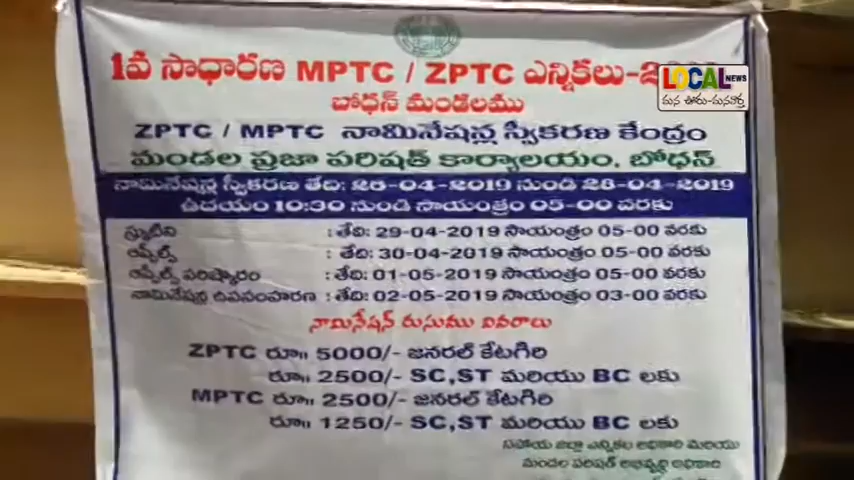 1వ సాధారణ MPTC / ZPTC ఎన్నికలు-2
LOCAL NEWS
మన ఊరు-మనవార్త
బోధన్ మండలము
ZPTC / MPTC నామినేషన్ల స్వీకరణ కేంద్రం
మండల ప్రజా పరిషత్ కార్యాలయం, బోధన్
నామినేషన్ల స్వీకరణ తేది: 26-04-2019 నుండి 28-04-2019
ఉదయం 10:30 నుండి సాయంత్రం 05-00 వరకు
స్క్రుటిని : తేది: 29-04-2019 సాయంత్రం 05-00 వరకు
అప్పీల్స్ : తేది: 30-04-2019 సాయంత్రం 05-00 వరకు
అప్పీల్స్ పరిష్కారం : తేది: 01-05-2019 సాయంత్రం 05-00 వరకు
నామినేషన్ల ఉపసంహరణ : తేది: 02-05-2019 సాయంత్రం 03-00 వరకు
నామినేషన్ రుసుము వివరాలు
ZPTC రూ॥ 5000/- జనరల్ కేటగిరి
రూ॥ 2500/- SC,ST మరియు BC లకు
MPTC రూ॥ 2500/- జనరల్ కేటగిరి
రూ॥ 1250/- SC,ST మరియు BC లకు
సహాయ జిల్లా ఎన్నికల అధికారి మరియు
మండల పరిషత్ అభివృద్ధి అధికారి